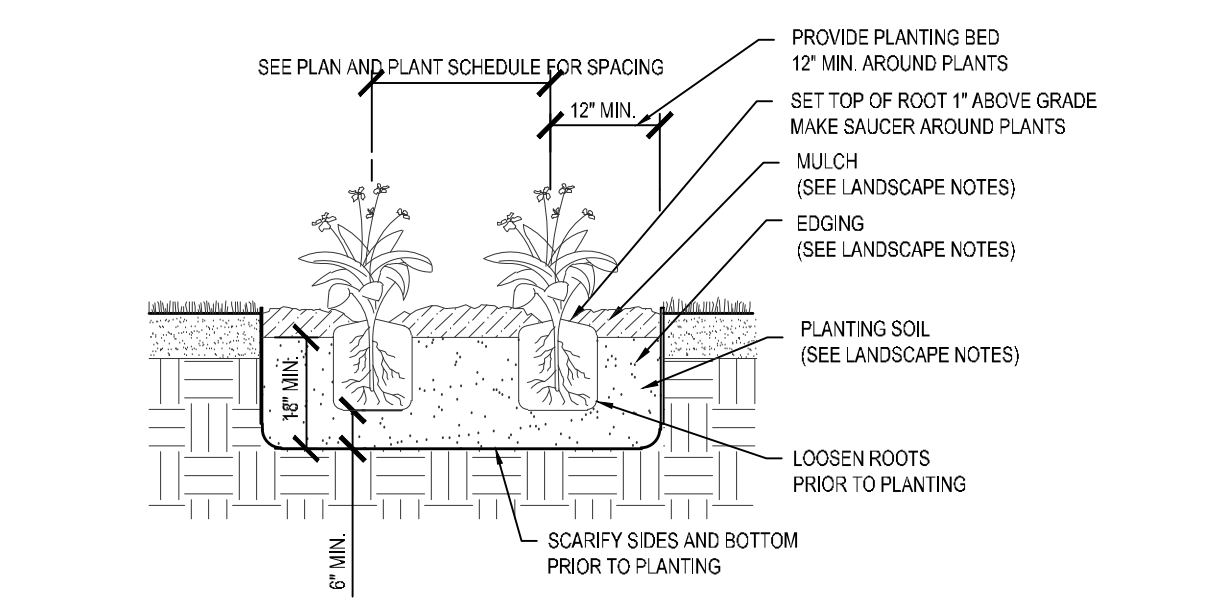 SEE PLAN AND PLANT SCHEDULE FOR SPACING
12" MIN.
PROVIDE PLANTING BED
12" MIN. AROUND PLANTS
SET TOP OF ROOT 1" ABOVE GRADE
MAKE SAUCER AROUND PLANTS
MULCH
(SEE LANDSCAPE NOTES)
EDGING
(SEE LANDSCAPE NOTES)
PLANTING SOIL
(SEE LANDSCAPE NOTES)
18" MIN.
LOOSEN ROOTS
PRIOR TO PLANTING
SCARIFY SIDES AND BOTTOM
PRIOR TO PLANTING
6" MIN.